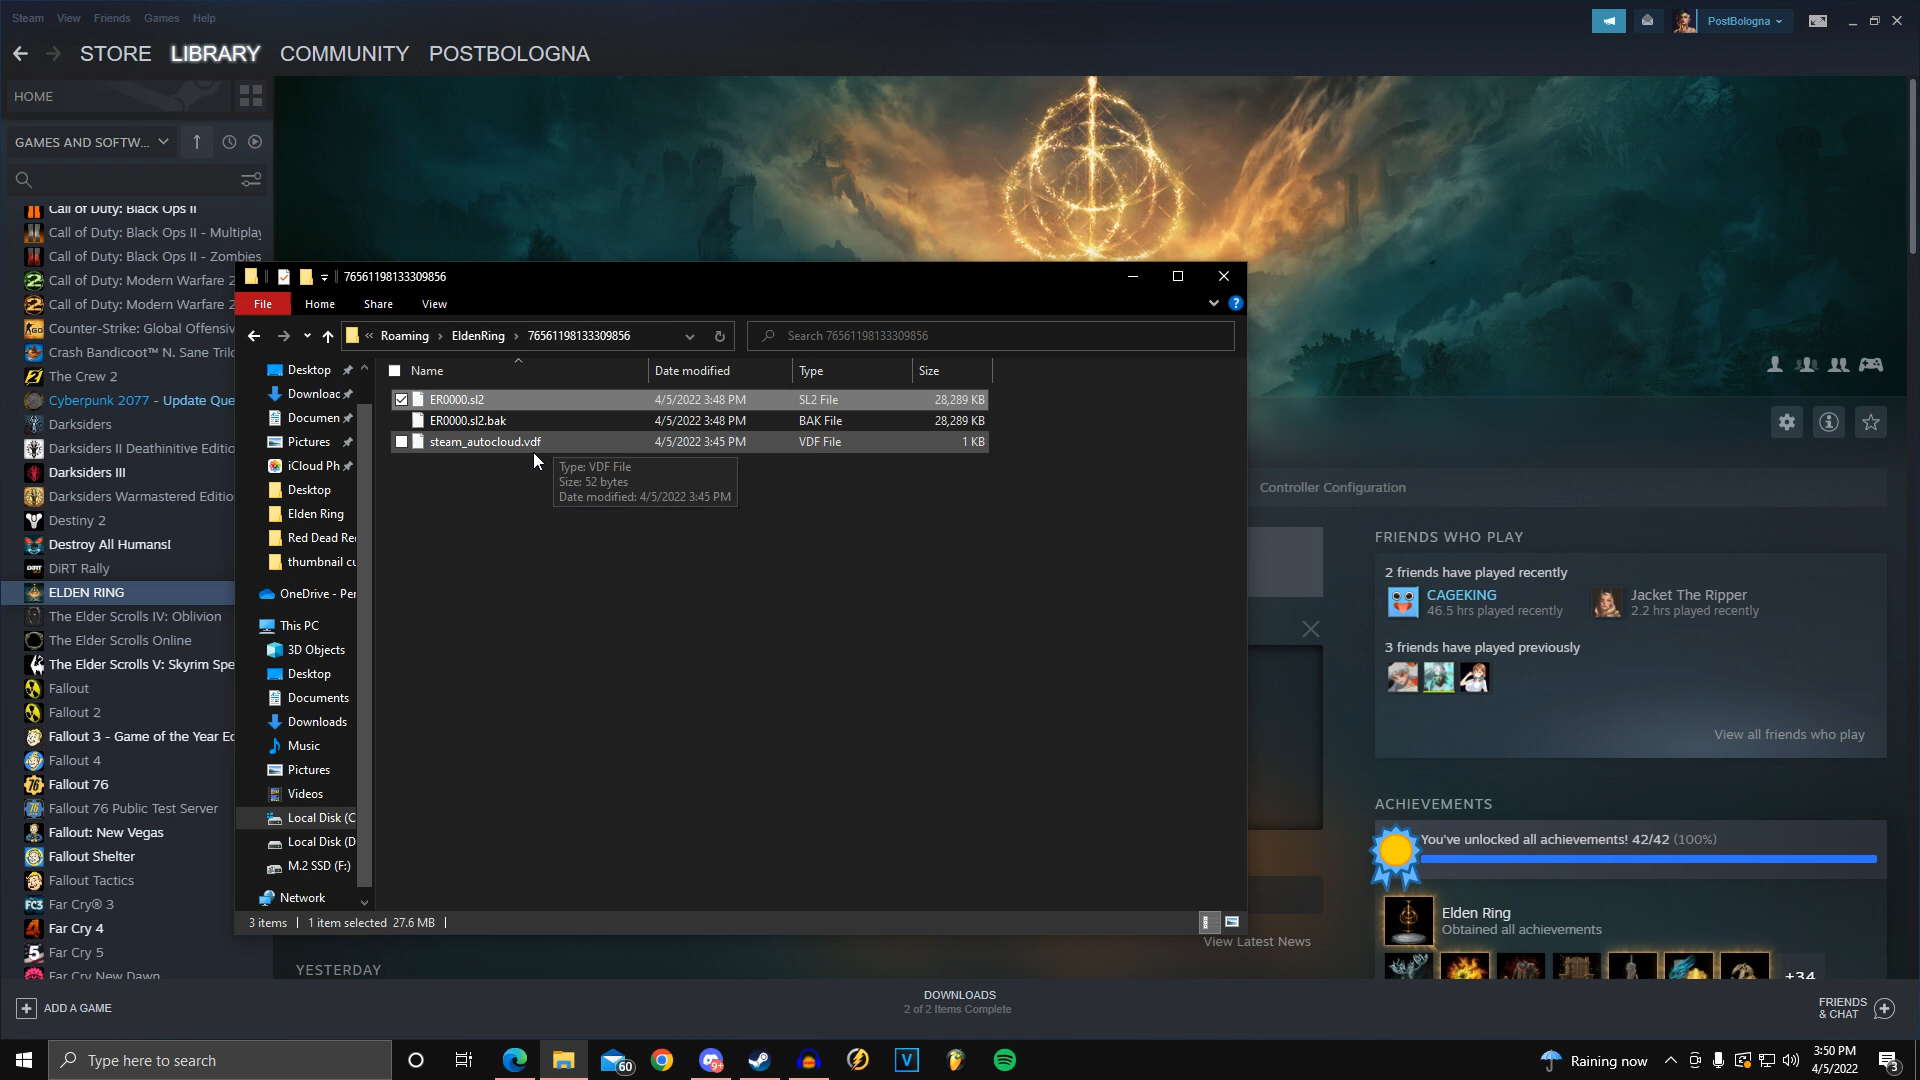 Steam View Friends Games Help
PostBologna
STORE LIBRARY COMMUNITY POSTBOLOGNA
HOME
GAMES AND SOFTW...
Call of Duty: Black Ops II
Call of Duty: Black Ops II - Multiplay
Call of Duty: Black Ops II - Zombies
Call of Duty: Modern Warfare 2
Call of Duty: Modern Warfare 2
Counter-Strike: Global Offensiv
Crash Bandicoot™ N. Sane Trilo
The Crew 2
Cyberpunk 2077 - Update Que
Darksiders
Darksiders II Deathinitive Editio
Darksiders III
Darksiders Warmastered Editio
Destiny 2
Destroy All Humans!
DiRT Rally
ELDEN RING
The Elder Scrolls IV: Oblivion
The Elder Scrolls Online
The Elder Scrolls V: Skyrim Spe
Fallout
Fallout 2
Fallout 3 - Game of the Year Ed
Fallout 4
Fallout 76
Fallout 76 Public Test Server
Fallout: New Vegas
Fallout Shelter
Fallout Tactics
Far Cry® 3
Far Cry 4
Far Cry 5
Far Cry New Dawn
76561198133309856
File Home Share View
« Roaming > EldenRing > 76561198133309856
Search 76561198133309856
Desktop
Downloac
Documen
Pictures
iCloud Ph
Desktop
Elden Ring
Red Dead Re
thumbnail cu
OneDrive - Per
This PC
3D Objects
Desktop
Documents
Downloads
Music
Pictures
Videos
Local Disk (C
Local Disk (D
M.2 SSD (F:)
Network
Name Date modified Type Size
ER0000.sl2 4/5/2022 3:48 PM SL2 File 28,289 KB
ER0000.sl2.bak 4/5/2022 3:48 PM BAK File 28,289 KB
steam_autocloud.vdf 4/5/2022 3:45 PM VDF File 1 KB
Type: VDF File
Size: 52 bytes
Date modified: 4/5/2022 3:45 PM
3 items 1 item selected 27.6 MB
Controller Configuration
FRIENDS WHO PLAY
2 friends have played recently
CAGEKING
46.5 hrs played recently
Jacket The Ripper
2.2 hrs played recently
3 friends have played previously
View all friends who play
ACHIEVEMENTS
You've unlocked all achievements! 42/42 (100%)
Elden Ring
Obtained all achievements
+34
View Latest News
YESTERDAY
ADD A GAME
DOWNLOADS
2 of 2 Items Complete
FRIENDS
& CHAT
Type here to search
60
9+
V
Raining now
3:50 PM
4/5/2022
3